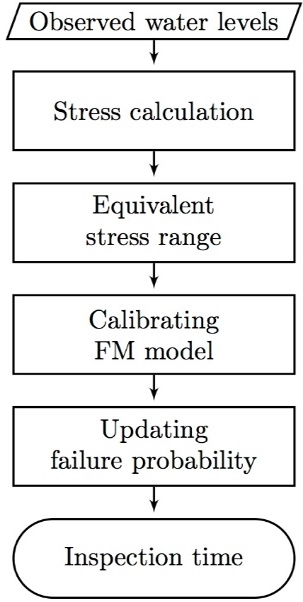 Observed water levels
Stress calculation
Equivalent
stress range
Calibrating
FM model
Updating
failure probability
Inspection time